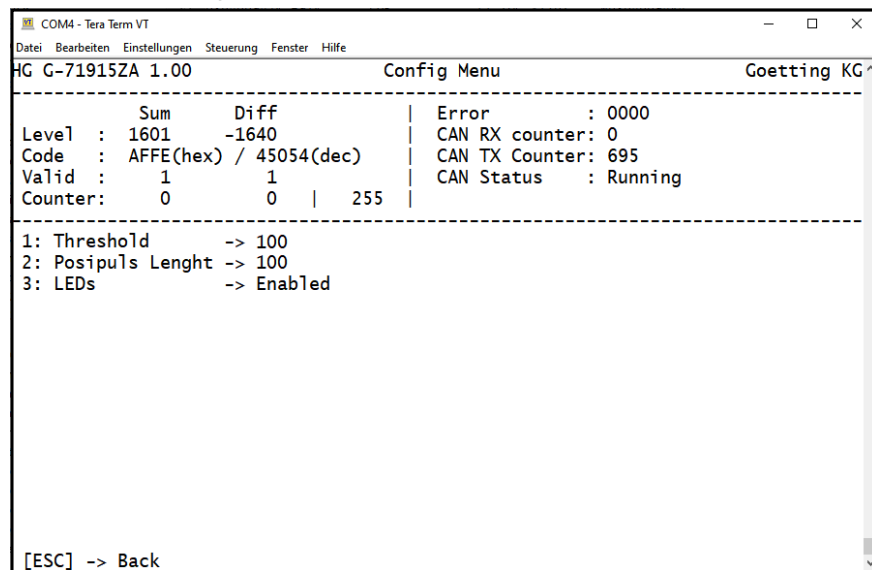 COM4 - Tera Term VT
Datei Bearbeiten Einstellungen Steuerung Fenster Hilfe
HG G-71915ZA 1.00 Config Menu Goetting KG
Sum Diff | Error : 0000
Level : 1601 -1640 | CAN RX counter: 0
Code : AFFE(hex) / 45054(dec) | CAN TX Counter: 695
Valid : 1 1 | CAN Status : Running
Counter: 0 0 | 255 |
1: Threshold -> 100
2: Posipuls Lenght -> 100
3: LEDs -> Enabled
[ESC] -> Back